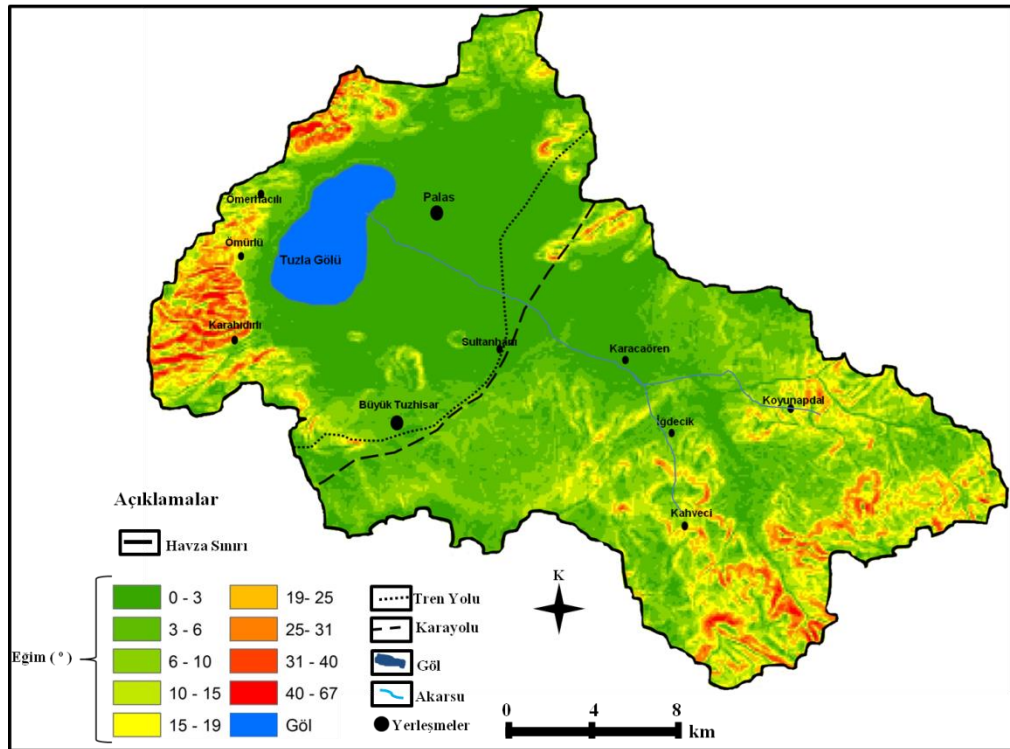 Palas
Ömerhacılı
Ömürlü
Tuzla Gölü
Karahıdırlı
Sultanhanı
Karacaören
Büyük Tuzhisar
Koyunapdal
İğdecik
Kahveci
Açıklamalar
Havza Sınırı
Eğim ( º )
0 - 3
3 - 6
6 - 10
10 - 15
15 - 19
19- 25
25- 31
31 - 40
40 - 67
Göl
Tren Yolu
Karayolu
Göl
Akarsu
Yerleşmeler
K
0 4 8
km